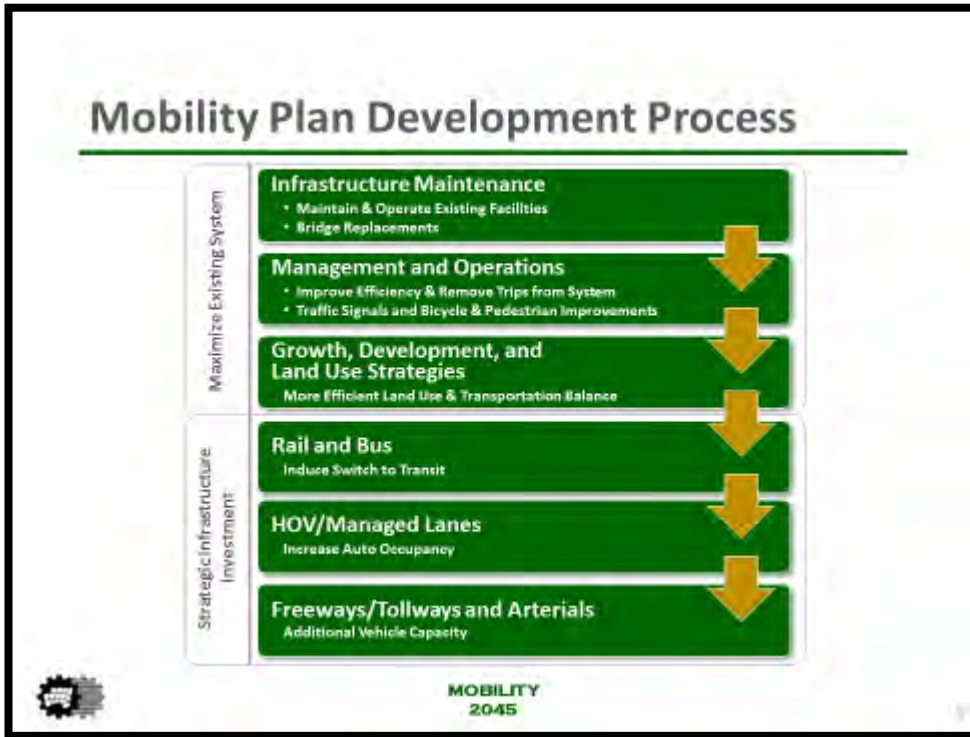 Mobility Plan Development Process
Maximize Existing System
Infrastructure Maintenance
• Maintain & Operate Existing Facilities
• Bridge Replacements
Management and Operations
• Improve Efficiency & Remove Trips from System
• Traffic Signals and Bicycle & Pedestrian Improvements
Growth, Development, and
Land Use Strategies
More Efficient Land Use & Transportation Balance
Strategic Infrastructure
Investment
Rail and Bus
Induce Switch to Transit
HOV/Managed Lanes
Increase Auto Occupancy
Freeways/Tollways and Arterials
Additional Vehicle Capacity
MOBILITY
2045